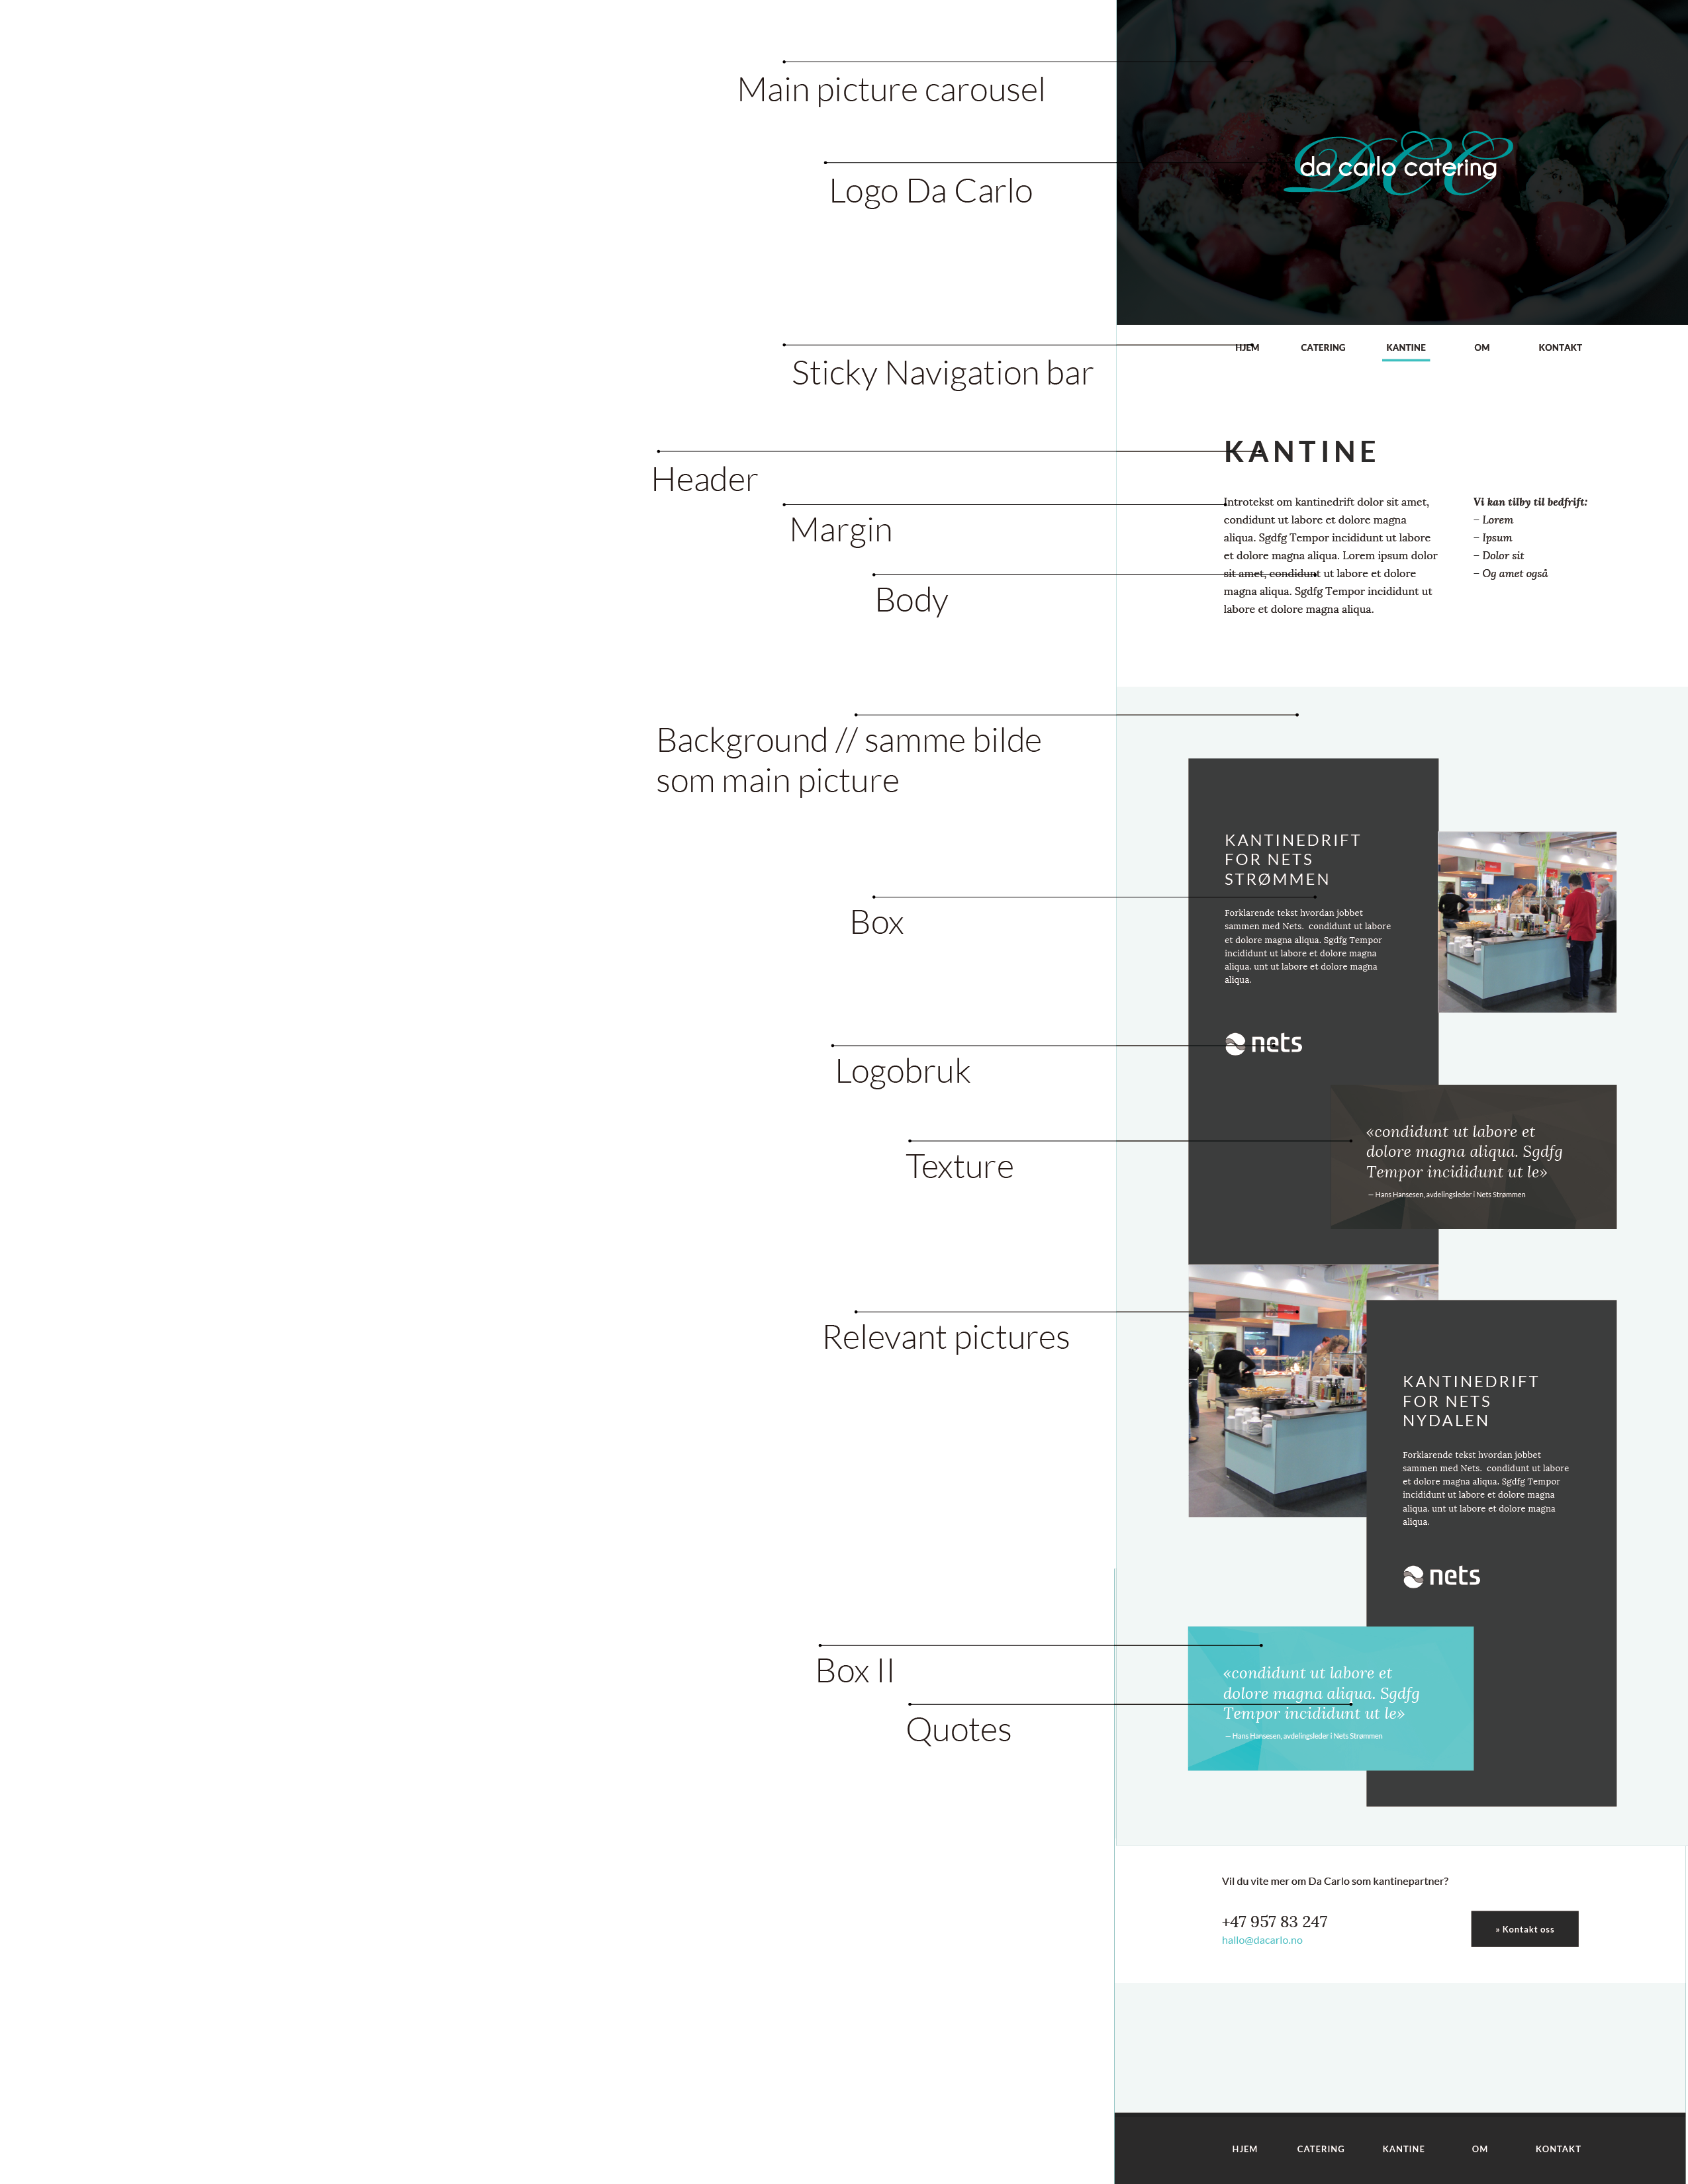 Main picture carousel
DCC
da carlo catering
Logo Da Carlo
HJEM CATERING KANTINE OM KONTAKT
Sticky Navigation bar
KANTINE
Header
Introtekst om kantinedrift dolor sit amet,
condidunt ut labore et dolore magna
aliqua. Sgdfg Tempor incididunt ut labore
et dolore magna aliqua. Lorem ipsum dolor
sit amet, condidunt ut labore et dolore
magna aliqua. Sgdfg Tempor incididunt ut
labore et dolore magna aliqua.
Vi kan tilby til bedfrift:
– Lorem
– Ipsum
– Dolor sit
– Og amet også
Margin
Body
Background // samme bilde
som main picture
KANTINEDRIFT
FOR NETS
STRØMMEN
Box
Forklarende tekst hvordan jobbet
sammen med Nets. condidunt ut labore
et dolore magna aliqua. Sgdfg Tempor
incididunt ut labore et dolore magna
aliqua. unt ut labore et dolore magna
aliqua.
nets
Logobruk
«condidunt ut labore et
dolore magna aliqua. Sgdfg
Tempor incididunt ut le»
— Hans Hansesen, avdelingsleder i Nets Strømmen
Texture
Relevant pictures
KANTINEDRIFT
FOR NETS
NYDALEN
Forklarende tekst hvordan jobbet
sammen med Nets. condidunt ut labore
et dolore magna aliqua. Sgdfg Tempor
incididunt ut labore et dolore magna
aliqua. unt ut labore et dolore magna
aliqua.
nets
Box II
«condidunt ut labore et
dolore magna aliqua. Sgdfg
Tempor incididunt ut le»
— Hans Hansesen, avdelingsleder i Nets Strømmen
Quotes
Vil du vite mer om Da Carlo som kantinepartner?
+47 957 83 247
hallo@dacarlo.no
» Kontakt oss
HJEM CATERING KANTINE OM KONTAKT